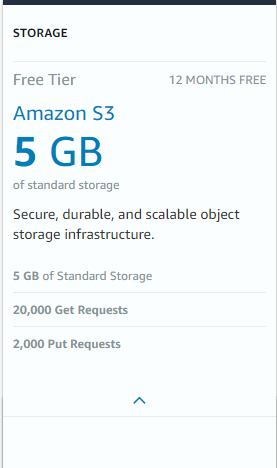 STORAGE
Free Tier 12 MONTHS FREE
Amazon S3
5 GB
of standard storage
Secure, durable, and scalable object
storage infrastructure.
5 GB of Standard Storage
20,000 Get Requests
2,000 Put Requests